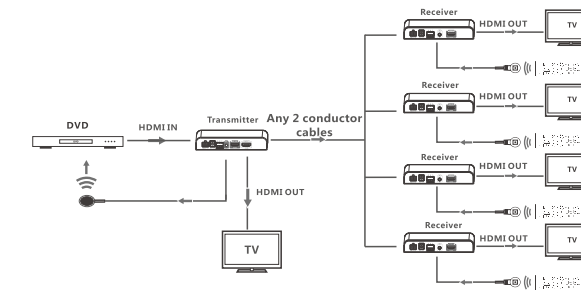 Receiver
HDMI OUT
TV
Receiver
HDMI OUT
TV
DVD
HDMI IN
Transmitter
Any 2 conductor
cables
Receiver
HDMI OUT
TV
HDMI OUT
TV
Receiver
HDMI OUT
TV